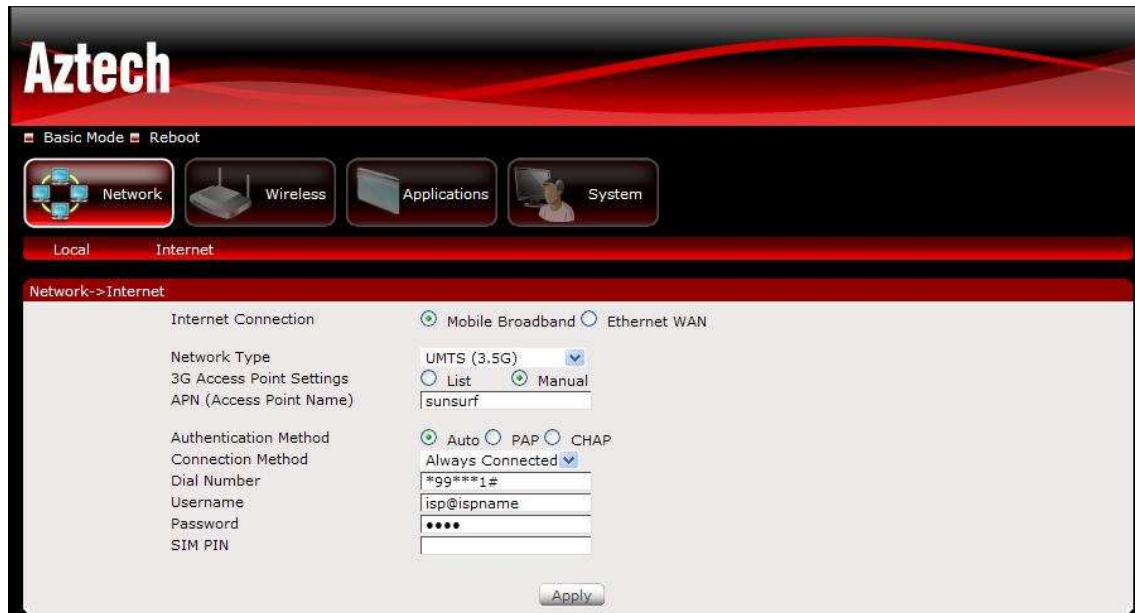 Aztech
Basic Mode Reboot
Network Wireless Applications System
Local Internet
Network->Internet
Internet Connection Mobile Broadband Ethernet WAN
Network Type UMTS (3.5G)
3G Access Point Settings List Manual
APN (Access Point Name) sunsurf
Authentication Method Auto PAP CHAP
Connection Method Always Connected
Dial Number *99***1#
Username isp@ispname
Password ••••
SIM PIN
Apply